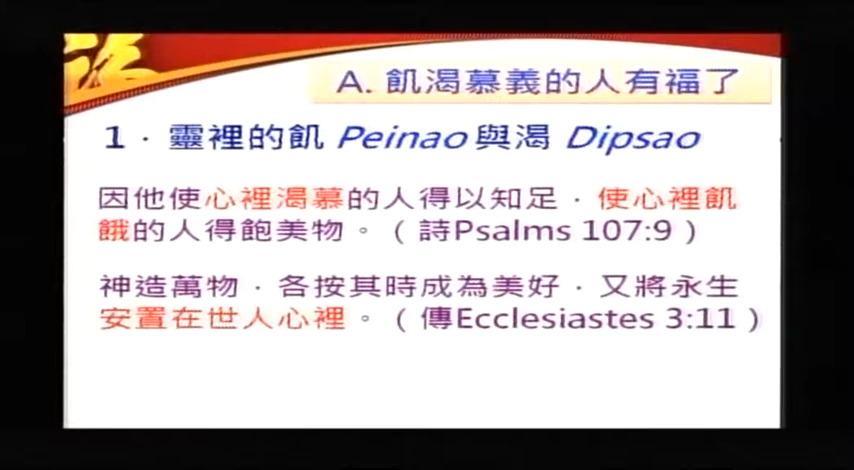 A. 飢渴慕義的人有福了
1．靈裡的飢 Peinao 與渴 Dipsao
因他使心裡渴慕的人得以知足．使心裡飢
餓的人得飽美物。（詩Psalms 107:9）
神造萬物．各按其時成為美好．又將永生
安置在世人心裡。（傳Ecclesiastes 3:11）